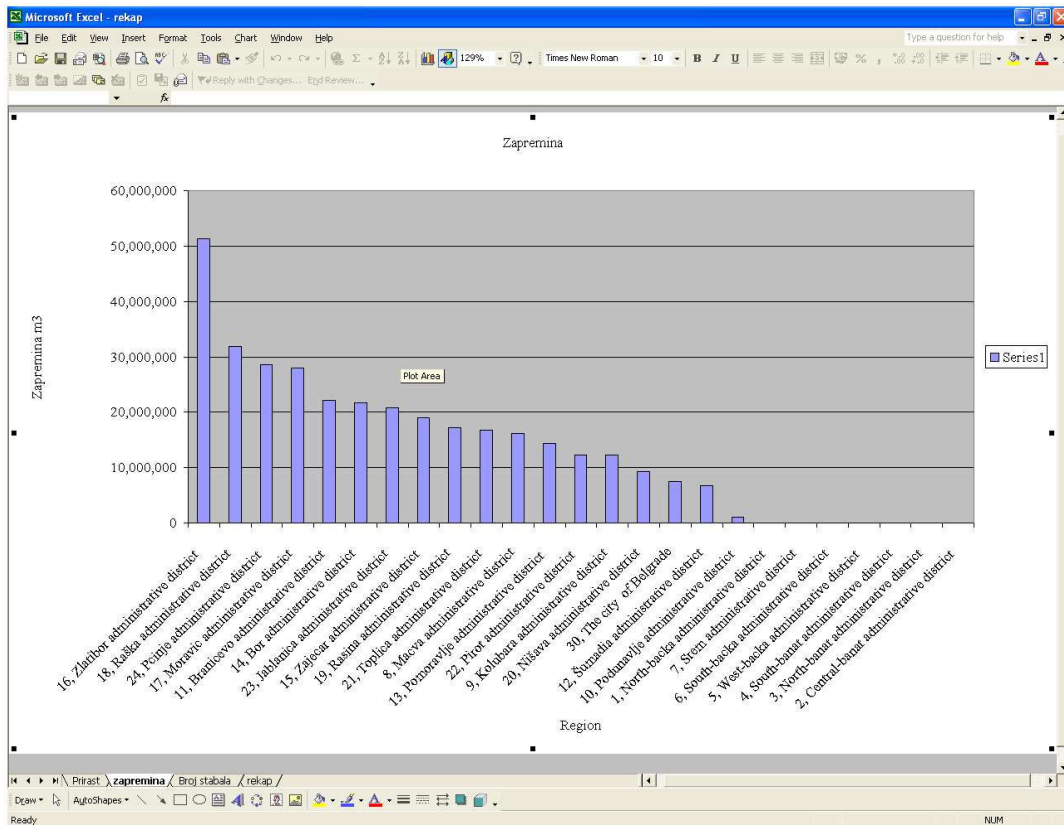 Microsoft Excel - rekap
File Edit View Insert Format Tools Chart Window Help
Type a question for help
129%
Times New Roman
10
B I U
Reply with Changes... End Review...
fx
Zapremina
60,000,000
50,000,000
40,000,000
30,000,000
20,000,000
10,000,000
0
Zapremina m3
Plot Area
Series1
16, Zlatibor administrative district
18, Raška administrative district
24, Pcinje administrative district
17, Moravic administrative district
11, Branicevo administrative district
14, Bor administrative district
23, Jablanica administrative district
15, Zajecar administrative district
19, Rasina administrative district
21, Toplica administrative district
8, Macva administrative district
13, Pomoravlje administrative district
22, Pirot administrative district
9, Kolubara administrative district
20, Nišava administrative district
30, The city of Belgrade
12, Šumadia administrative district
10, Podunavlje administrative district
1, North-backa administrative district
7, Srem administrative district
6, South-backa administrative district
5, West-backa administrative district
4, South-banat administrative district
3, North-banat administrative district
2, Central-banat administrative district
Region
Prirast zapremina Broj stabala rekap
Draw AutoShapes
Ready
NUM